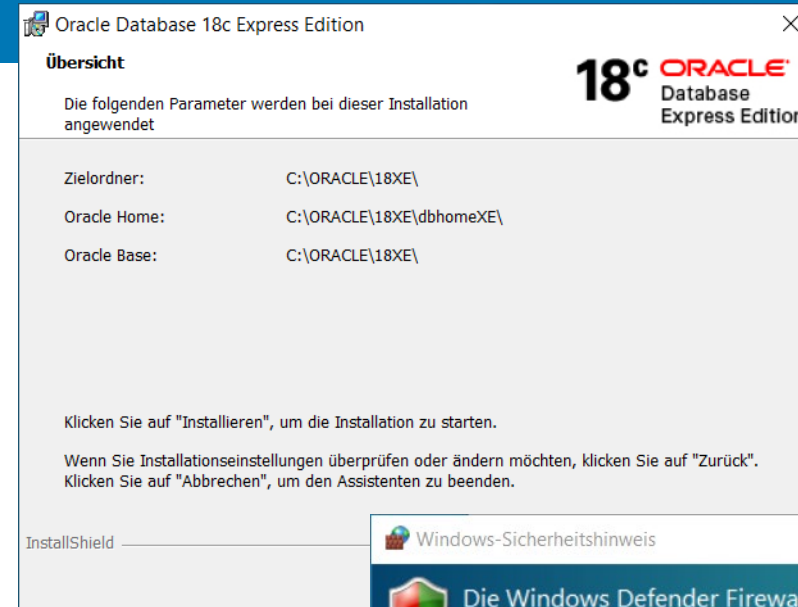 Oracle Database 18c Express Edition
Übersicht
Die folgenden Parameter werden bei dieser Installation
angewendet
18c ORACLE
Database
Express Edition
Zielordner: C:\ORACLE\18XE\
Oracle Home: C:\ORACLE\18XE\dbhomeXE\
Oracle Base: C:\ORACLE\18XE\
Klicken Sie auf "Installieren", um die Installation zu starten.
Wenn Sie Installationseinstellungen überprüfen oder ändern möchten, klicken Sie auf "Zurück".
Klicken Sie auf "Abbrechen", um den Assistenten zu beenden.
InstallShield
Windows-Sicherheitshinweis
Die Windows Defender Firewa